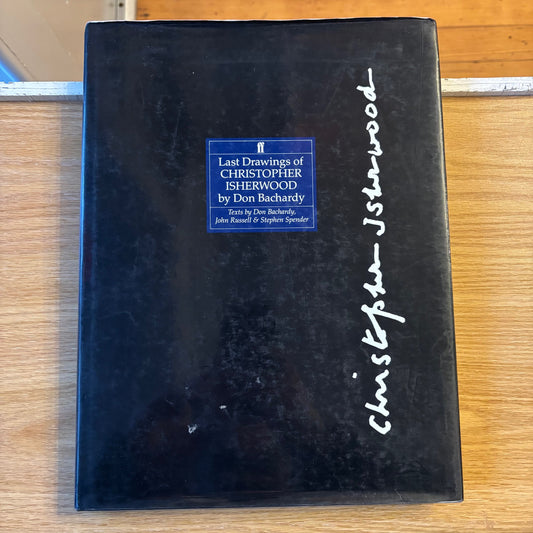 ff
Last Drawings of
CHRISTOPHER
ISHERWOOD
by Don Bachardy
Texts by Don Bachardy,
John Russell & Stephen Spender
Christopher Isherwood